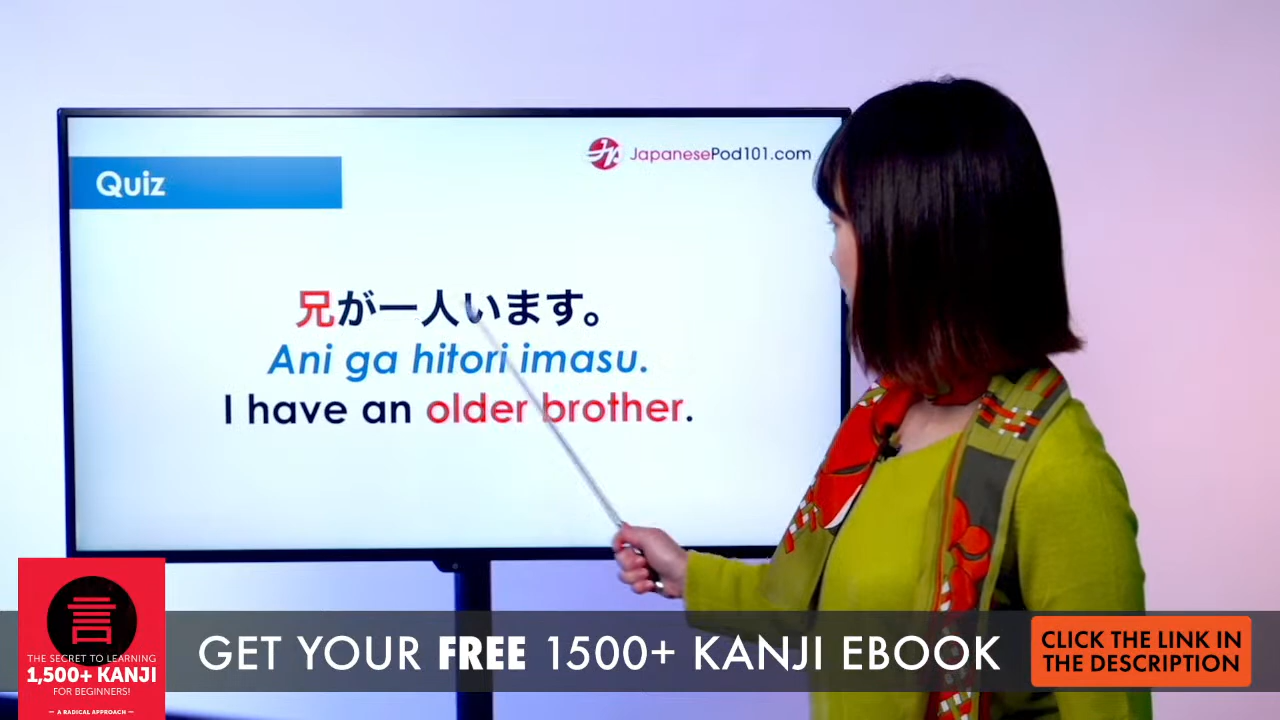 JapanesePod101.com
Quiz
兄が一人います。
Ani ga hitori imasu.
I have an older brother.
言
THE SECRET TO LEARNING
1,500+ KANJI
FOR BEGINNERS!
— A RADICAL APPROACH —
GET YOUR FREE 1500+ KANJI EBOOK
CLICK THE LINK IN
THE DESCRIPTION